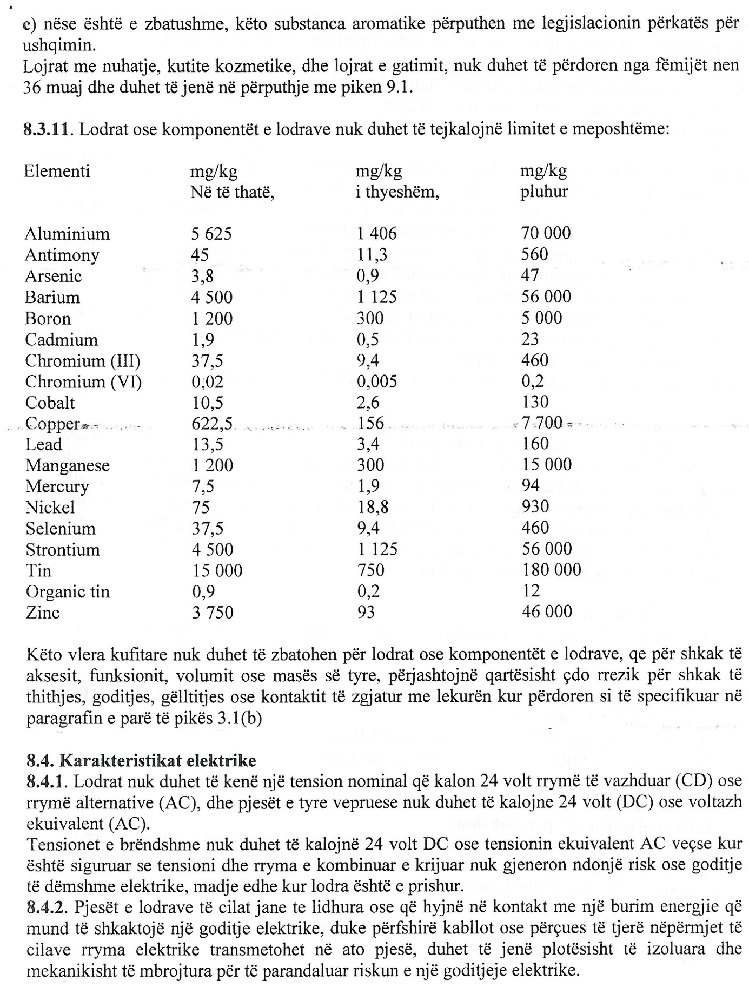 c) nëse është e zbatushme, këto substanca aromatike përputhen me legjislacionin përkatës për
ushqimin.
Lojrat me nuhatje, kutite kozmetike, dhe lojrat e gatimit, nuk duhet të përdoren nga fëmijët nen
36 muaj dhe duhet të jenë në përputhje me piken 9.1.
8.3.11. Lodrat ose komponentët e lodrave nuk duhet të tejkalojnë limitet e meposhtëme:
Elementi mg/kg mg/kg mg/kg
Në të thatë, i thyeshëm, pluhur
Aluminium 5 625 1 406 70 000
Antimony 45 11,3 560
Arsenic 3,8 0,9 47
Barium 4 500 1 125 56 000
Boron 1 200 300 5 000
Cadmium 1,9 0,5 23
Chromium (III) 37,5 9,4 460
Chromium (VI) 0,02 0,005 0,2
Cobalt 10,5 2,6 130
Copper 622,5 156 7 700
Lead 13,5 3,4 160
Manganese 1 200 300 15 000
Mercury 7,5 1,9 94
Nickel 75 18,8 930
Selenium 37,5 9,4 460
Strontium 4 500 1 125 56 000
Tin 15 000 750 180 000
Organic tin 0,9 0,2 12
Zinc 3 750 93 46 000
Këto vlera kufitare nuk duhet të zbatohen për lodrat ose komponentët e lodrave, qe për shkak të
aksesit, funksionit, volumit ose masës së tyre, përjashtojnë qartësisht çdo rrezik për shkak të
thithjes, goditjes, gëlltitjes ose kontaktit të zgjatur me lekurën kur përdoren si të specifikuar në
paragrafin e parë të pikës 3.1(b)
8.4. Karakteristikat elektrike
8.4.1. Lodrat nuk duhet të kenë një tension nominal që kalon 24 volt rrymë të vazhduar (CD) ose
rrymë alternative (AC), dhe pjesët e tyre vepruese nuk duhet të kalojne 24 volt (DC) ose voltazh
ekuivalent (AC).
Tensionet e brëndshme nuk duhet të kalojnë 24 volt DC ose tensionin ekuivalent AC veçse kur
është siguruar se tensioni dhe rryma e kombinuar e krijuar nuk gjeneron ndonjë risk ose goditje
të dëmshme elektrike, madje edhe kur lodra është e prishur.
8.4.2. Pjesët e lodrave të cilat jane te lidhura ose që hyjnë në kontakt me një burim energjie që
mund të shkaktojë një goditje elektrike, duke përfshirë kabllot ose përçues të tjerë nëpërmjet të
cilave rryma elektrike transmetohet në ato pjesë, duhet të jenë plotësisht të izoluara dhe
mekanikisht të mbrojtura për të parandaluar riskun e një goditjeje elektrike.